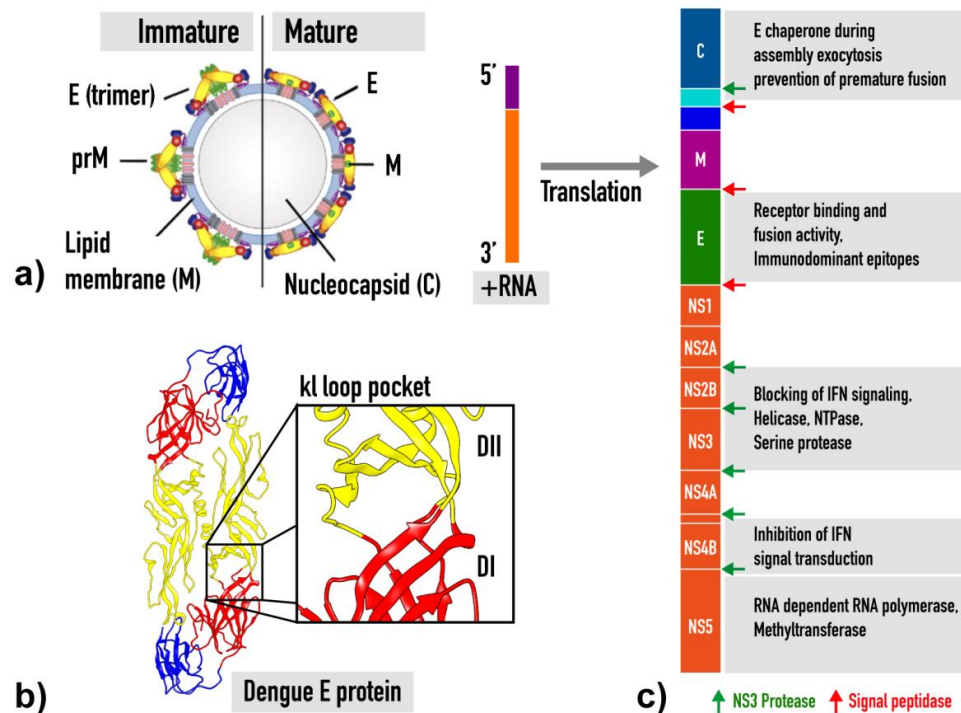 Immature
Mature
E (trimer)
E
prM
M
Lipid
membrane (M)
Nucleocapsid (C)
a)
5'
3'
+RNA
Translation
kl loop pocket
DII
DI
b)
Dengue E protein
C
E chaperone during
assembly exocytosis
prevention of premature fusion
M
E
Receptor binding and
fusion activity,
Immunodominant epitopes
NS1
NS2A
NS2B
NS3
Blocking of IFN signaling,
Helicase, NTPase,
Serine protease
NS4A
NS4B
Inhibition of IFN
signal transduction
NS5
RNA dependent RNA polymerase,
Methyltransferase
c)
NS3 Protease
Signal peptidase